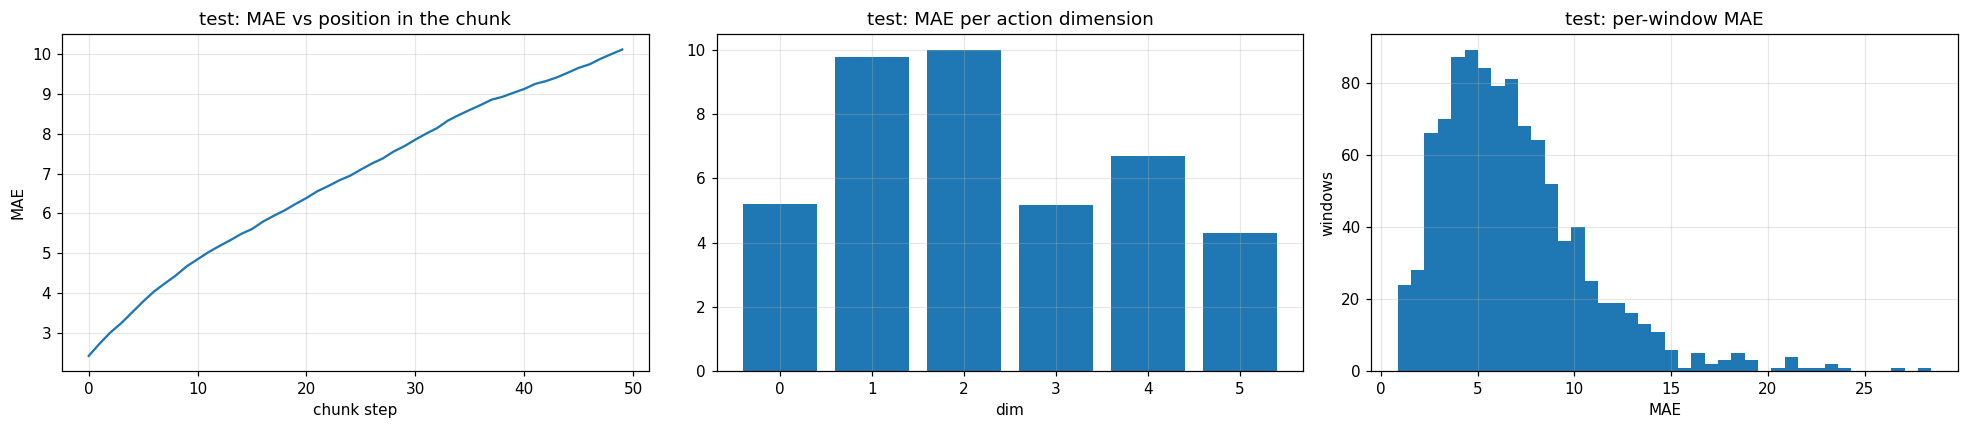 test: MAE vs position in the chunk
MAE
10
9
8
7
6
5
4
3
0 10 20 30 40 50
chunk step
test: MAE per action dimension
10
8
6
4
2
0
0 1 2 3 4 5
dim
test: per-window MAE
windows
80
60
40
20
0
0 5 10 15 20 25
MAE